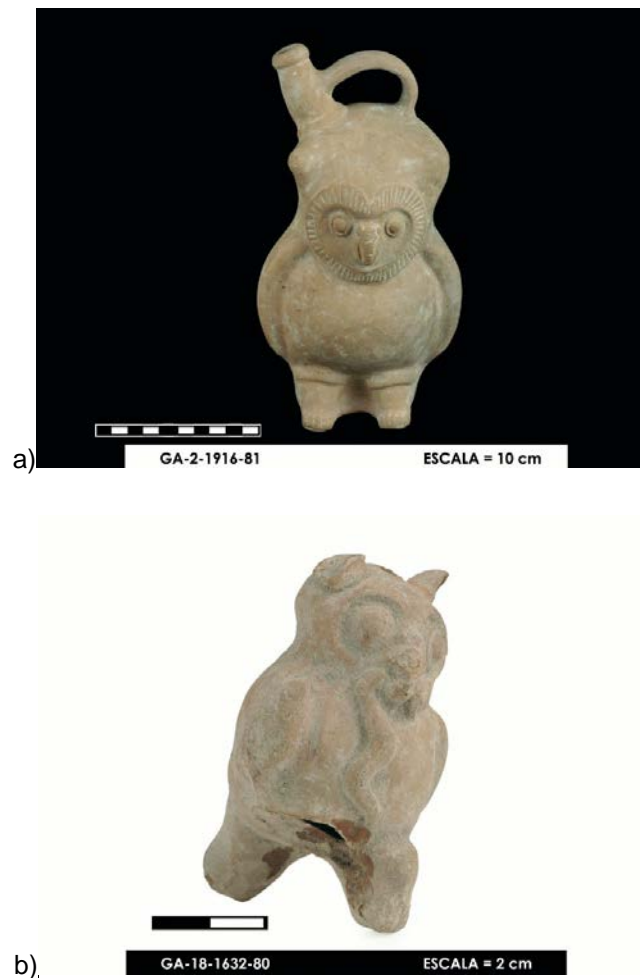 a)
GA-2-1916-81 ESCALA = 10 cm
b)
GA-18-1632-80 ESCALA = 2 cm